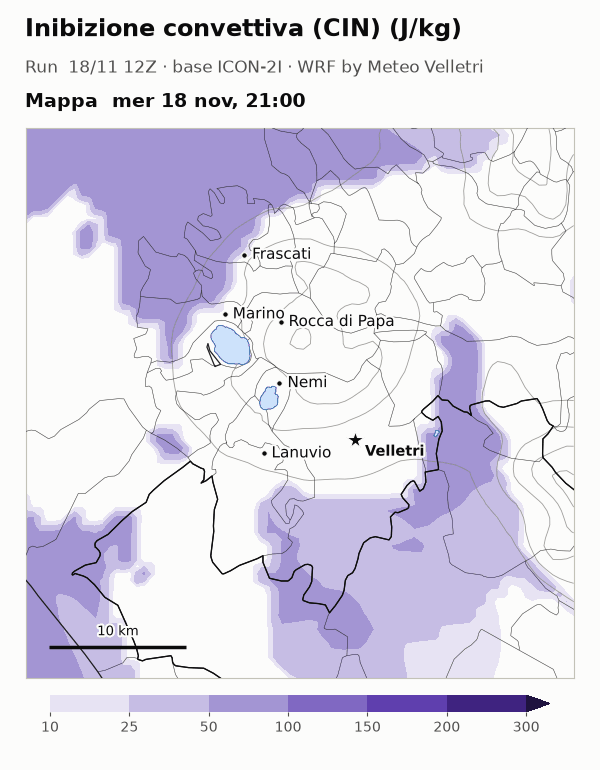 Inibizione convettiva (CIN) (J/kg)
Run  18/11 12Z · base ICON-2I · WRF by Meteo Velletri
Mappa  mer 18 nov, 21:00
Frascati
Marino
Rocca di Papa
Nemi
Velletri
Lanuvio
10 km
10 25 50 100 150 200 300